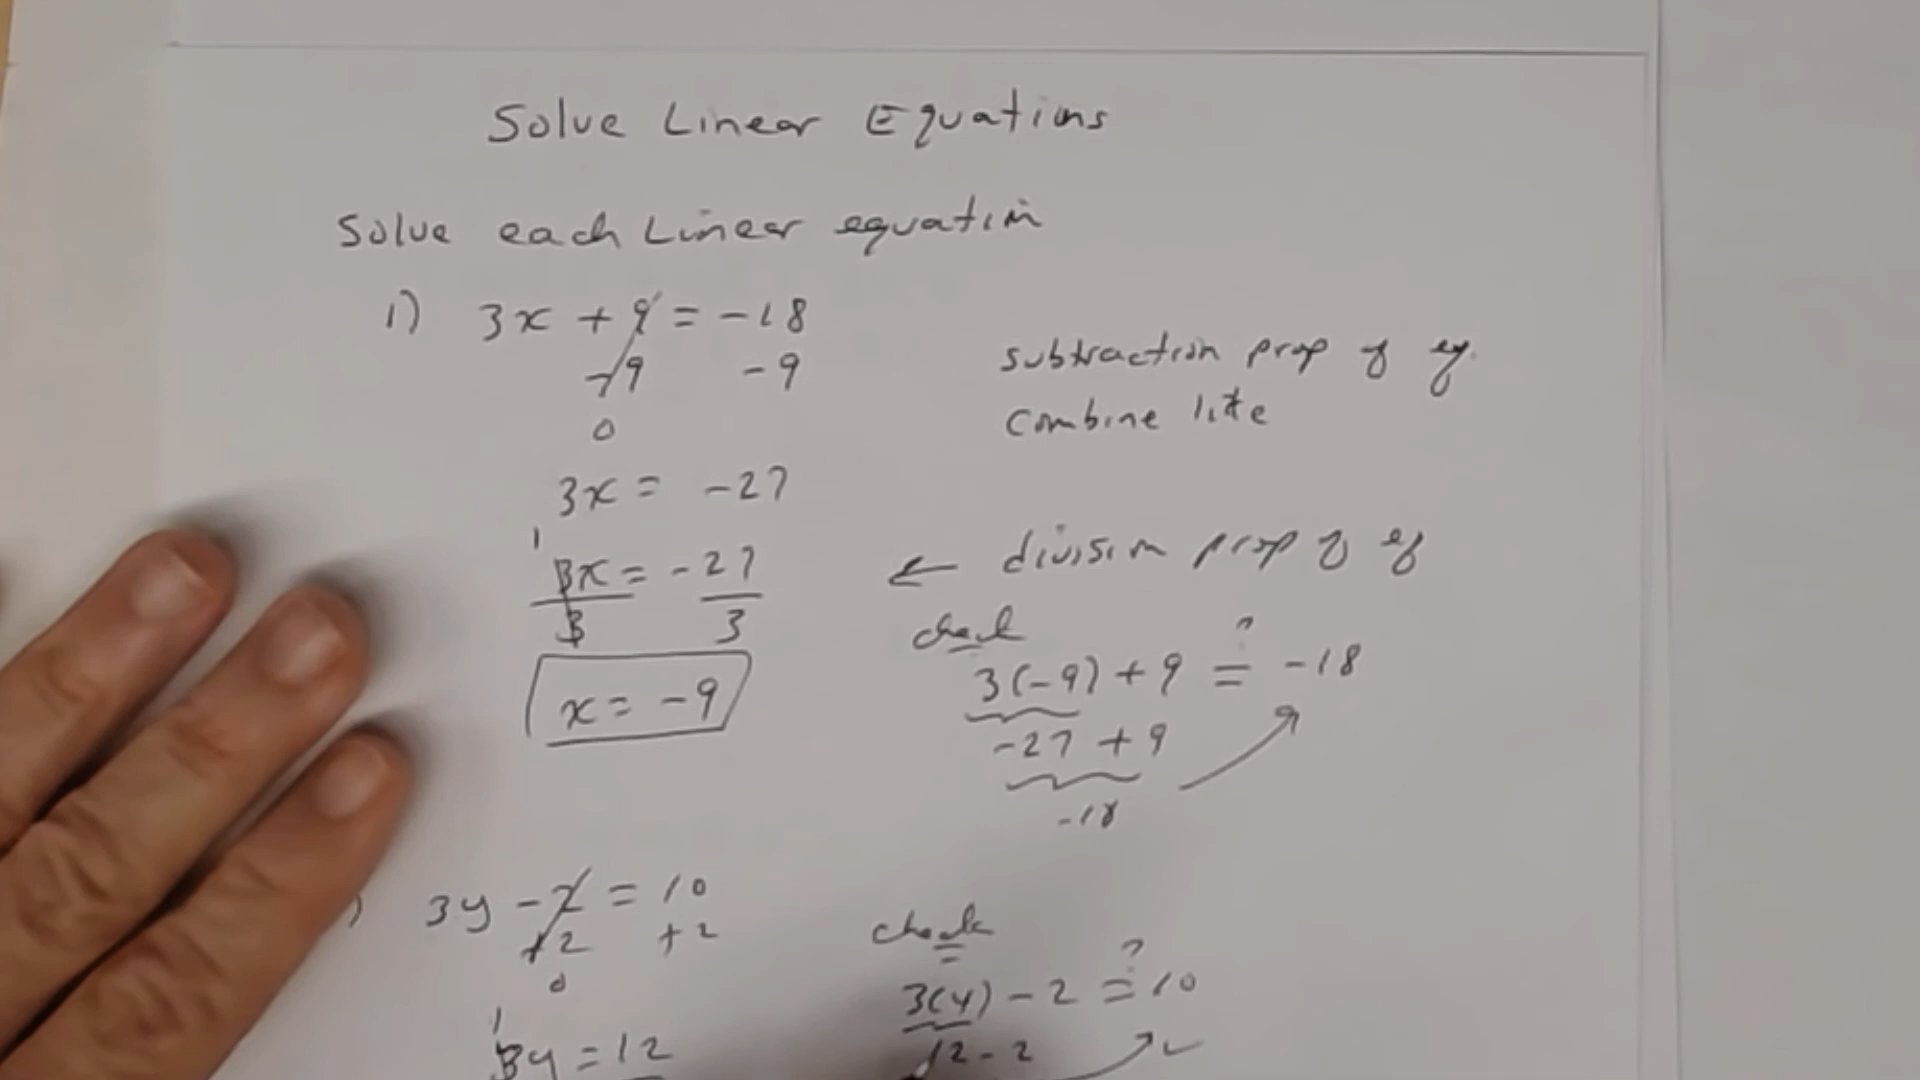 Solve Linear Equations
Solve each Linear equation
1) 3x + 9 = -18
-9 -9
0
subtraction prop of eq.
combine like
3x = -27
1
3x = -27
3 3
← division prop of eq
x = -9
check
?
3(-9) + 9 = -18
-27 + 9
-18
) 3y - 2 = 10
+2 +2
0
1
3y = 12
check
?
3(4) - 2 = 10
12 - 2 ✓